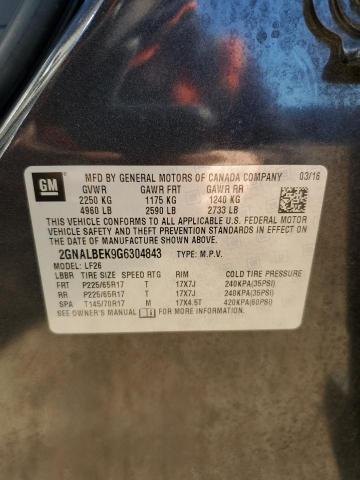 GM
MFD BY GENERAL MOTORS OF CANADA COMPANY 03/16
GVWR GAWR FRT GAWR RR
2250 KG 1175 KG 1240 KG
4960 LB 2590 LB 2733 LB
THIS VEHICLE CONFORMS TO ALL APPLICABLE U.S. FEDERAL MOTOR
VEHICLE SAFETY AND THEFT PREVENTION STANDARDS IN EFFECT ON
THE DATE OF MANUFACTURE SHOWN ABOVE.
2GNALBEK9G6304843 TYPE: M.P.V.
MODEL: LF26
LBBR TIRE SIZE SPEED RTG RIM COLD TIRE PRESSURE
FRT P225/65R17 T 17X7J 240KPA(35PSI)
RR P225/65R17 T 17X7J 240KPA(35PSI)
SPA T145/70R17 M 17X4.5T 420KPA(60PSI)
SEE OWNER'S MANUAL FOR MORE INFORMATION.